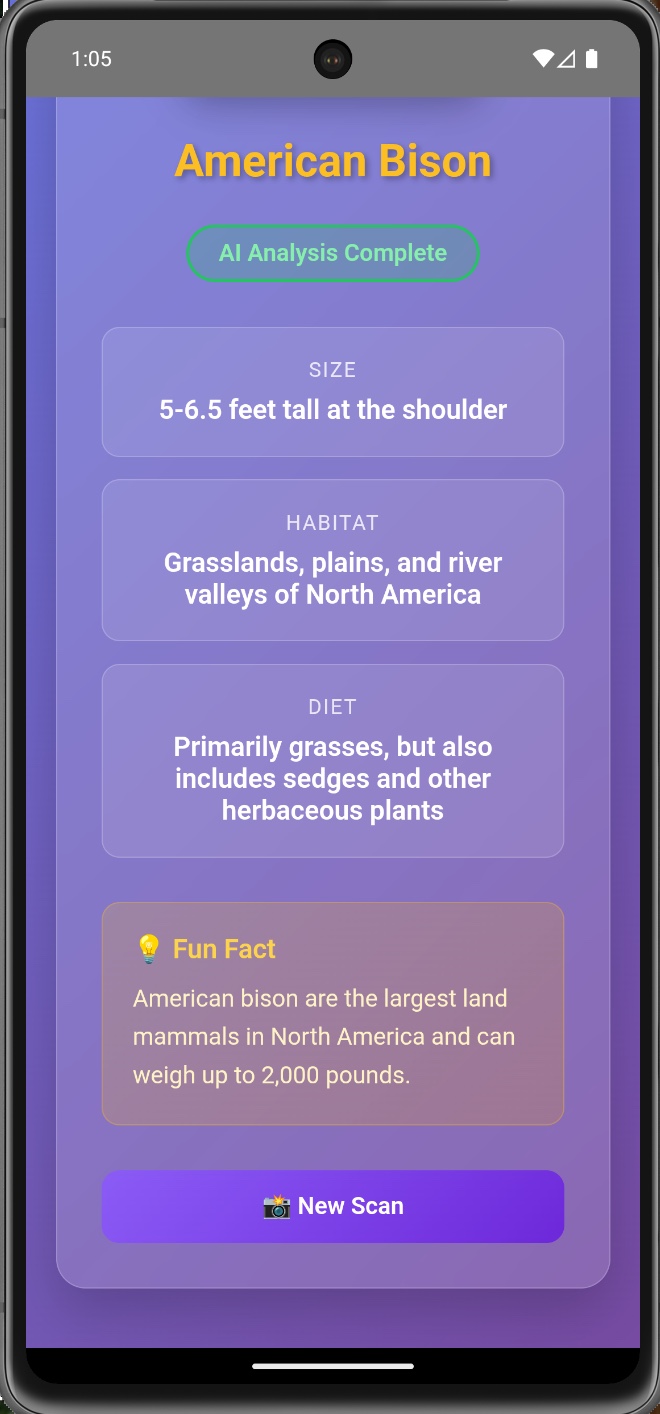 1:05
American Bison
AI Analysis Complete
SIZE
5-6.5 feet tall at the shoulder
HABITAT
Grasslands, plains, and river
valleys of North America
DIET
Primarily grasses, but also
includes sedges and other
herbaceous plants
💡 Fun Fact
American bison are the largest land
mammals in North America and can
weigh up to 2,000 pounds.
📸 New Scan